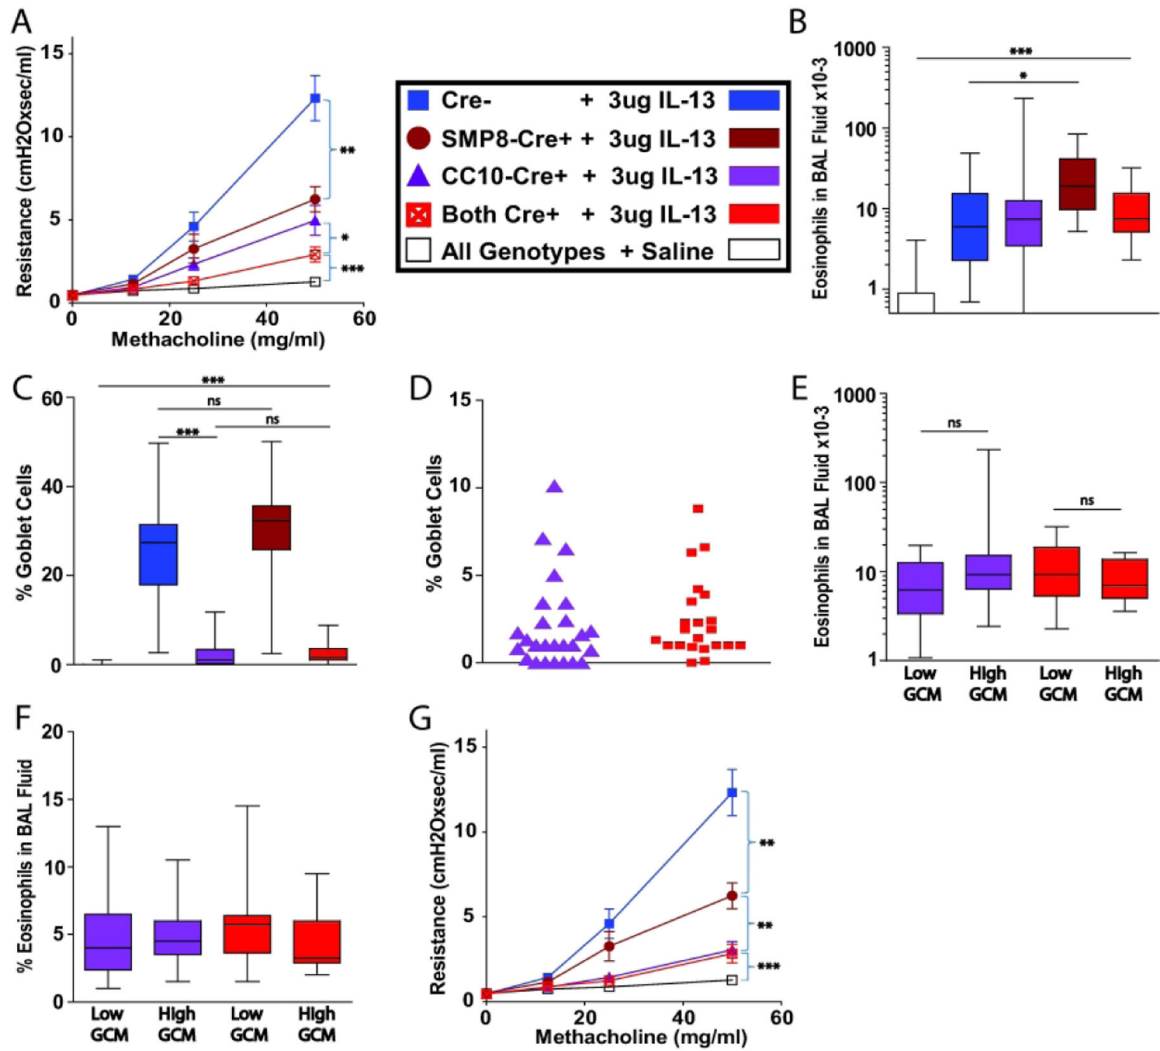 A
Resistance (cmH2Oxsec/ml)
15
10
5
0
0 20 40 60
Methacholine (mg/ml)
**
*
***
Cre- + 3ug IL-13
SMP8-Cre+ + 3ug IL-13
CC10-Cre+ + 3ug IL-13
Both Cre+ + 3ug IL-13
All Genotypes + Saline
B
Eosinophils in BAL Fluid x10-3
1000
100
10
1
***
*
C
% Goblet Cells
60
40
20
0
***
ns
ns
***
D
% Goblet Cells
15
10
5
0
E
Eosinophils in BAL Fluid x10-3
1000
100
10
1
ns
ns
Low HIgh Low HIgh
GCM GCM GCM GCM
F
% Eosinophils in BAL Fluid
20
15
10
5
0
Low HIgh Low HIgh
GCM GCM GCM GCM
G
Resistance (cmH2Oxsec/ml)
15
10
5
0
0 20 40 60
Methacholine (mg/ml)
**
**
***